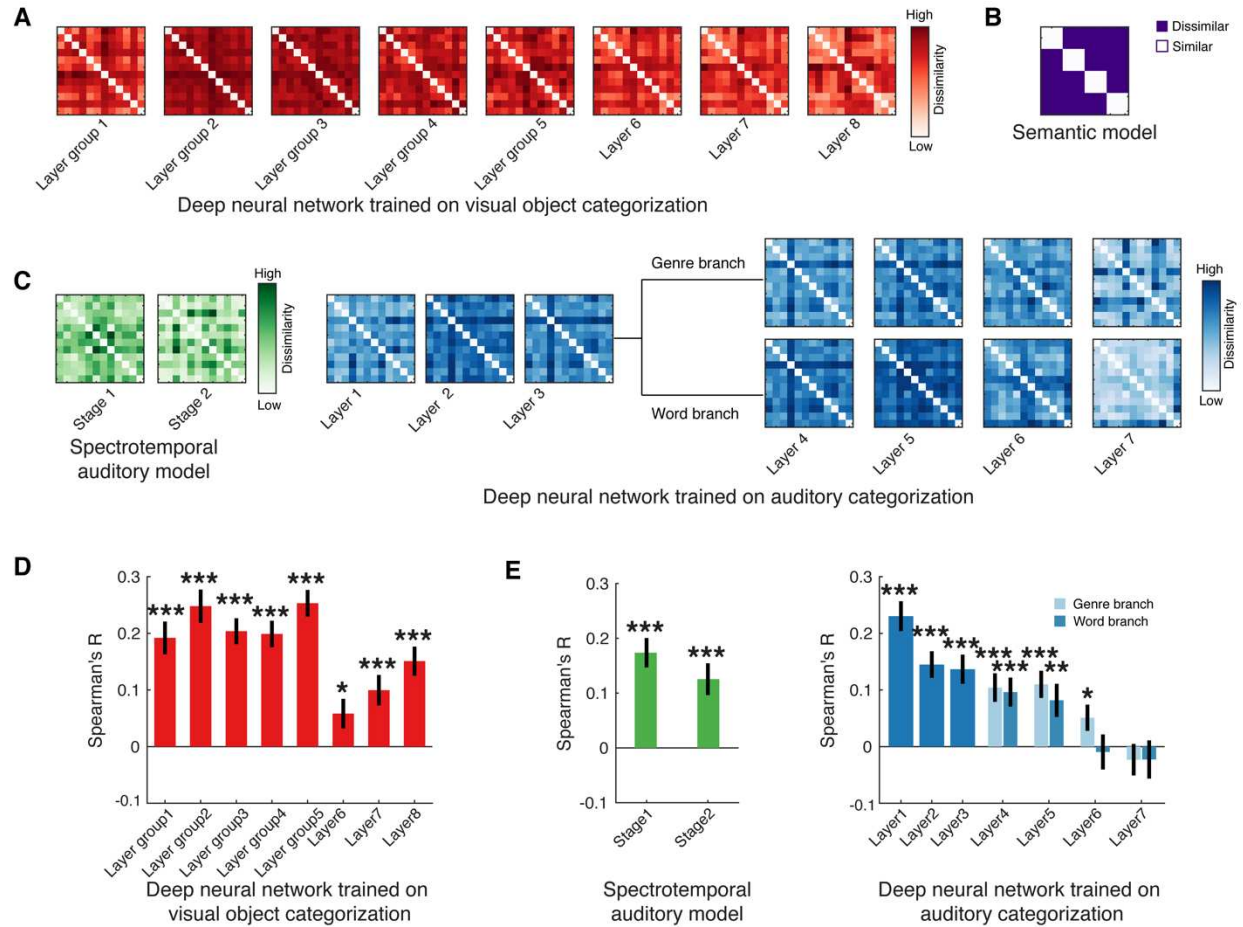 A
Layer group 1
Layer group 2
Layer group 3
Layer group 4
Layer group 5
Layer 6
Layer 7
Layer 8
High
Dissimilarity
Low
Deep neural network trained on visual object categorization
B
Dissimilar
Similar
Semantic model
C
Stage 1
Stage 2
High
Dissimilarity
Low
Spectrotemporal
auditory model
Layer 1
Layer 2
Layer 3
Genre branch
Word branch
Layer 4
Layer 5
Layer 6
Layer 7
High
Dissimilarity
Low
Deep neural network trained on auditory categorization
D
Spearman's R
0.3
0.2
0.1
0
-0.1
***
***
***
***
***
*
***
***
Layer group1
Layer group2
Layer group3
Layer group4
Layer group5
Layer6
Layer7
Layer8
Deep neural network trained on
visual object categorization
E
Spearman's R
0.3
0.2
0.1
0
-0.1
***
***
Stage1
Stage2
Spectrotemporal
auditory model
Spearman's R
0.3
0.2
0.1
0
-0.1
Genre branch
Word branch
***
***
***
***
***
***
**
*
Layer1
Layer2
Layer3
Layer4
Layer5
Layer6
Layer7
Deep neural network trained on
auditory categorization